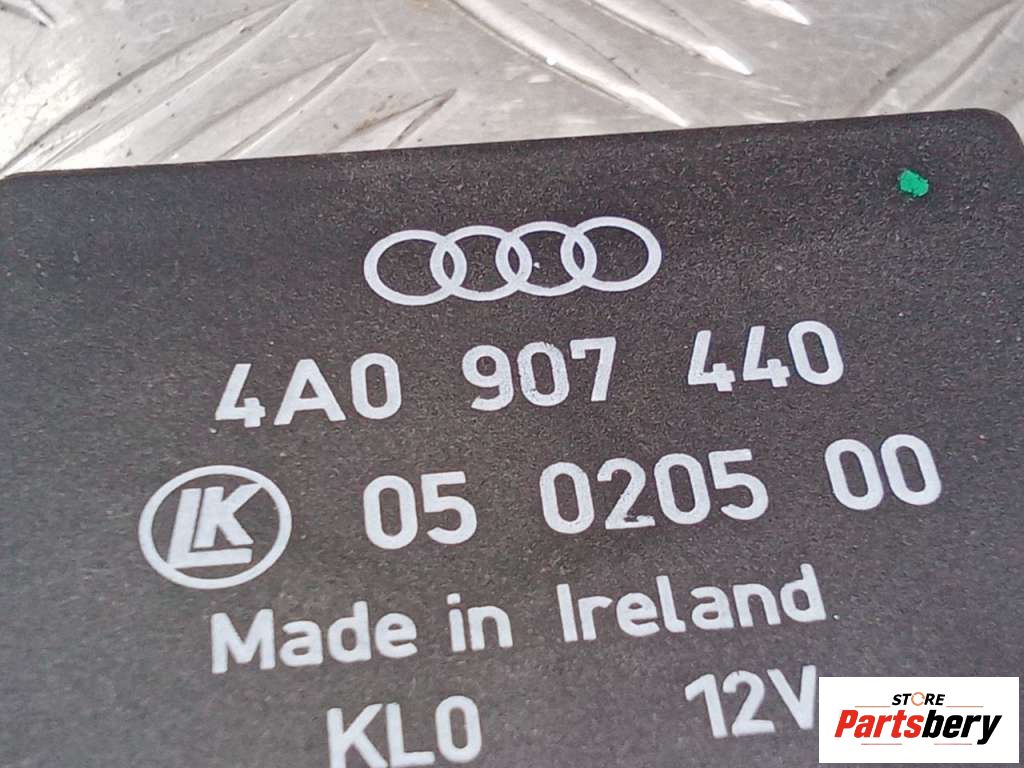 4A0 907 440
LK 05 0205 00
Made in Ireland
KL0 12V
STORE
Partsbery